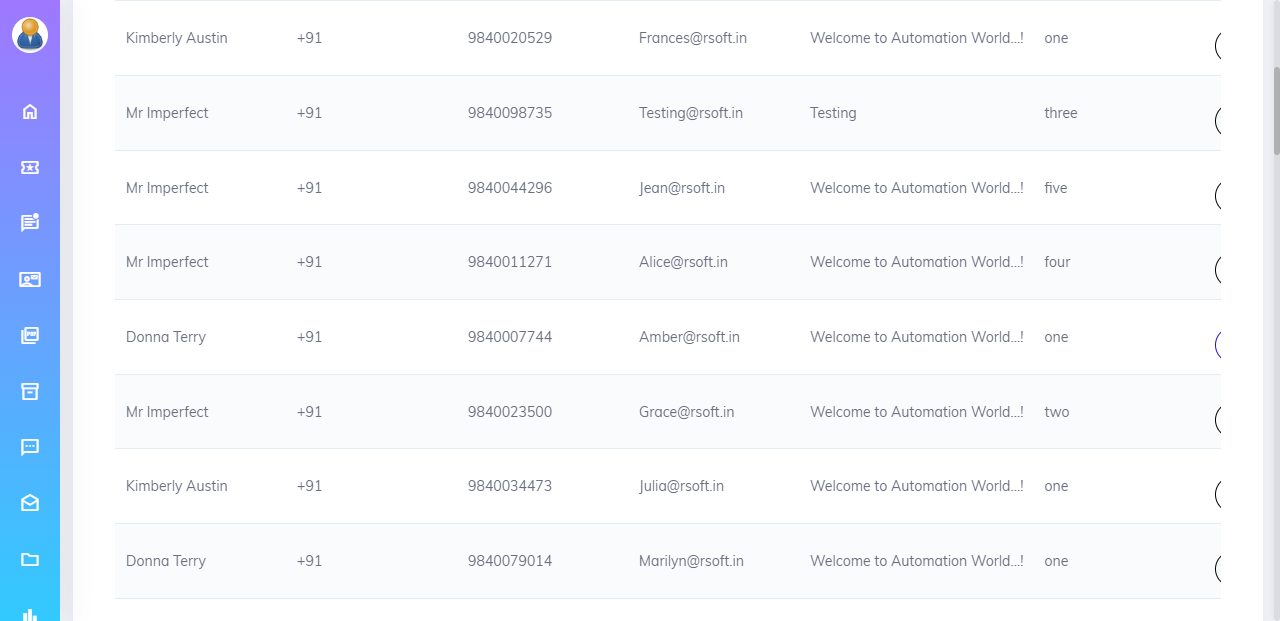 Kimberly Austin +91 9840020529 Frances@rsoft.in Welcome to Automation World...! one
Mr Imperfect +91 9840098735 Testing@rsoft.in Testing three
Mr Imperfect +91 9840044296 Jean@rsoft.in Welcome to Automation World...! five
Mr Imperfect +91 9840011271 Alice@rsoft.in Welcome to Automation World...! four
Donna Terry +91 9840007744 Amber@rsoft.in Welcome to Automation World...! one
Mr Imperfect +91 9840023500 Grace@rsoft.in Welcome to Automation World...! two
Kimberly Austin +91 9840034473 Julia@rsoft.in Welcome to Automation World...! one
Donna Terry +91 9840079014 Marilyn@rsoft.in Welcome to Automation World...! one